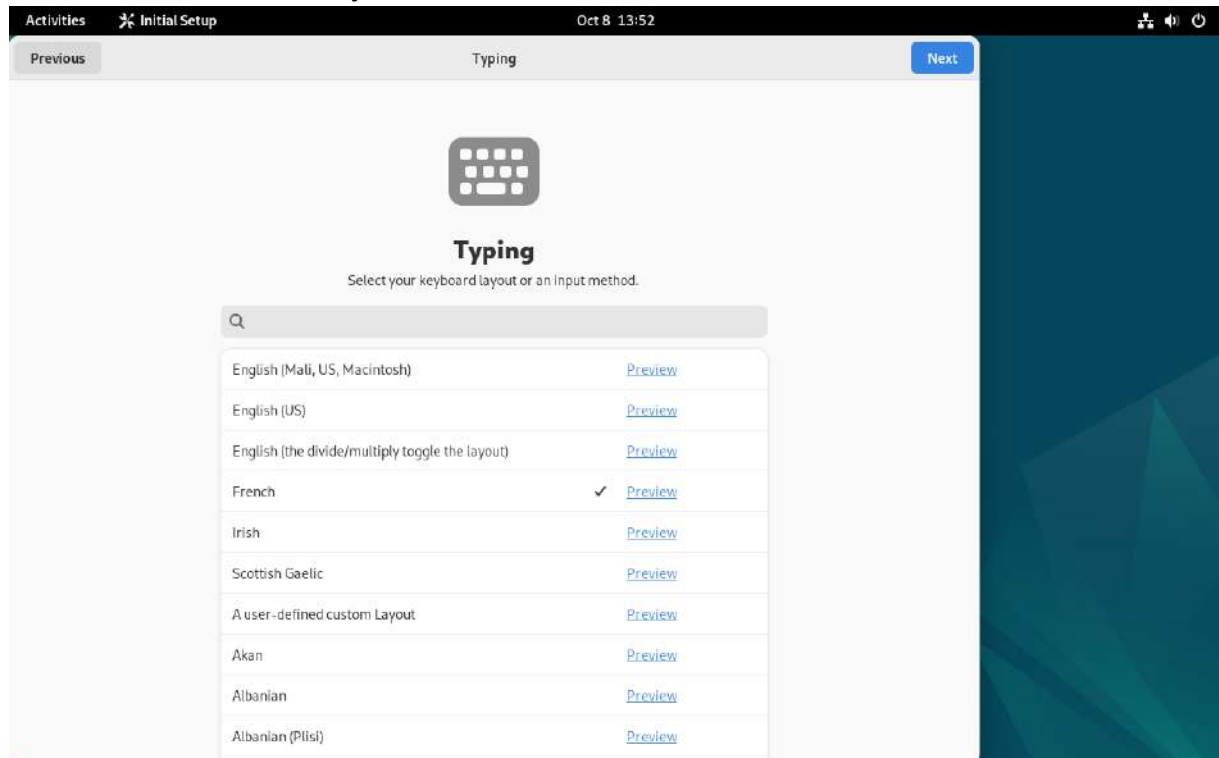 Activities Initial Setup Oct 8 13:52
Previous Typing Next
Typing
Select your keyboard layout or an input method.
English (Mali, US, Macintosh) Preview
English (US) Preview
English (the divide/multiply toggle the layout) Preview
French ✓ Preview
Irish Preview
Scottish Gaelic Preview
A user-defined custom Layout Preview
Akan Preview
Albanian Preview
Albanian (Plisi) Preview